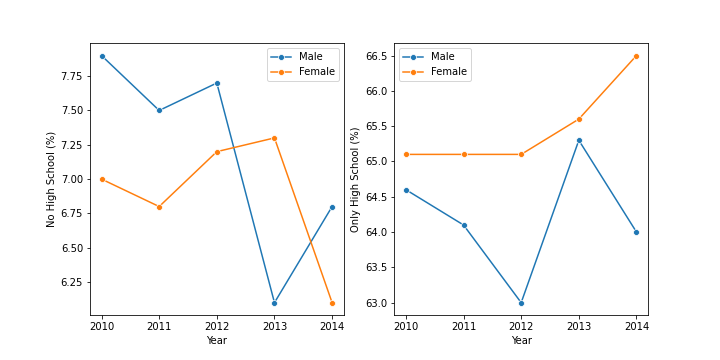 No High School (%)
7.75
7.50
7.25
7.00
6.75
6.50
6.25
2010 2011 2012 2013 2014
Year
Male
Female
Only High School (%)
66.5
66.0
65.5
65.0
64.5
64.0
63.5
63.0
2010 2011 2012 2013 2014
Year
Male
Female